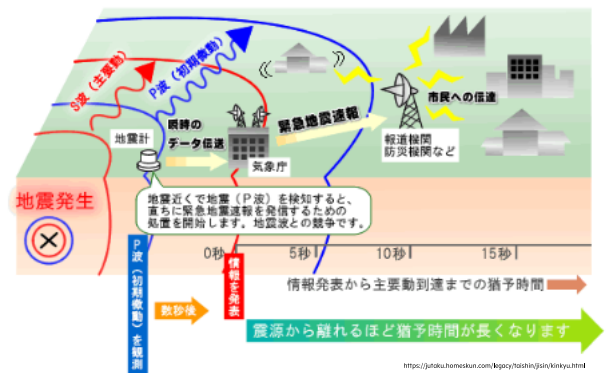 S波(主要動)
P波(初期微動)
地震計
瞬時の
データ伝送
気象庁
緊急地震速報
市民への伝達
報道機関
防災機関など
地震発生
地震近くで地震(P波)を検知すると、
直ちに緊急地震速報を発信するための
処置を開始します。地震波との競争です。
0秒
5秒
10秒
15秒
P波(初期微動)を観測
数秒後
情報を発表
情報発表から主要動到達までの猶予時間
震源から離れるほど猶予時間が長くなります
https://jutaku.homeskun.com/legacy/taishin/jisin/kinkyu.html